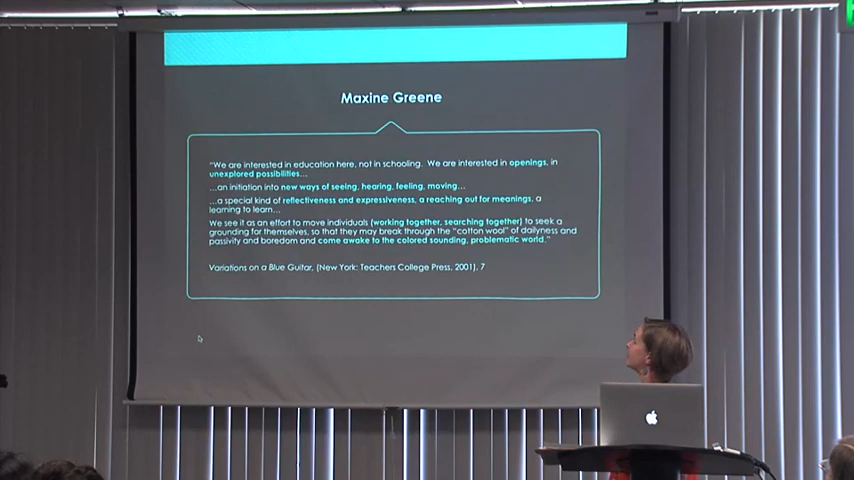 Maxine Greene
“We are interested in education here, not in schooling. We are interested in openings, in
unexplored possibilities…
…an initiation into new ways of seeing, hearing, feeling, moving…
…a special kind of reflectiveness and expressiveness, a reaching out for meanings, a
learning to learn…
We see it as an effort to move individuals (working together, searching together) to seek a
grounding for themselves, so that they may break through the “cotton wool” of dailyness and
passivity and boredom and come awake to the colored sounding, problematic world.”
Variations on a Blue Guitar, (New York: Teachers College Press, 2001), 7